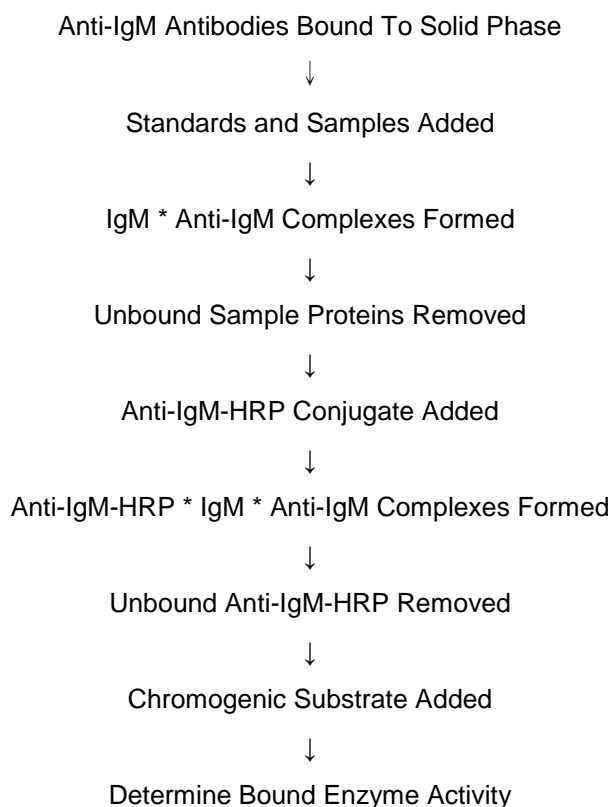 Anti-IgM Antibodies Bound To Solid Phase
↓
Standards and Samples Added
↓
IgM * Anti-IgM Complexes Formed
↓
Unbound Sample Proteins Removed
↓
Anti-IgM-HRP Conjugate Added
↓
Anti-IgM-HRP * IgM * Anti-IgM Complexes Formed
↓
Unbound Anti-IgM-HRP Removed
↓
Chromogenic Substrate Added
↓
Determine Bound Enzyme Activity